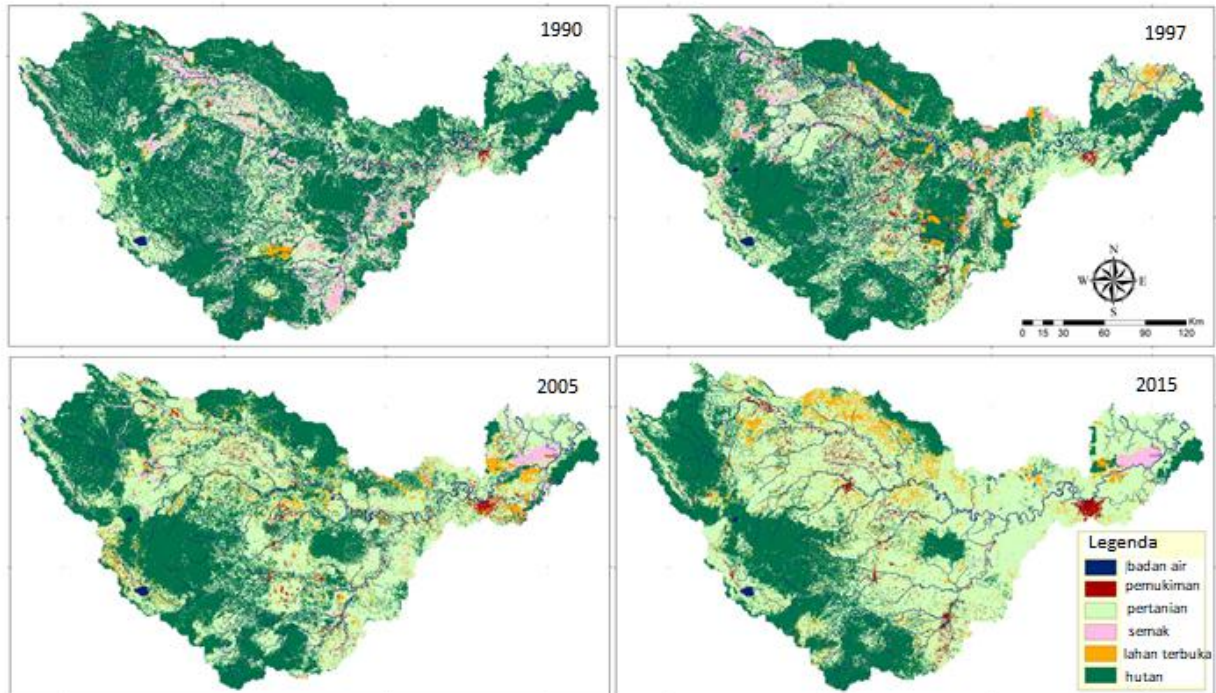 1990
1997
N
W E
S
Km
0 15 30 60 90 120
2005
2015
Legenda
badan air
pemukiman
pertanian
semak
lahan terbuka
hutan